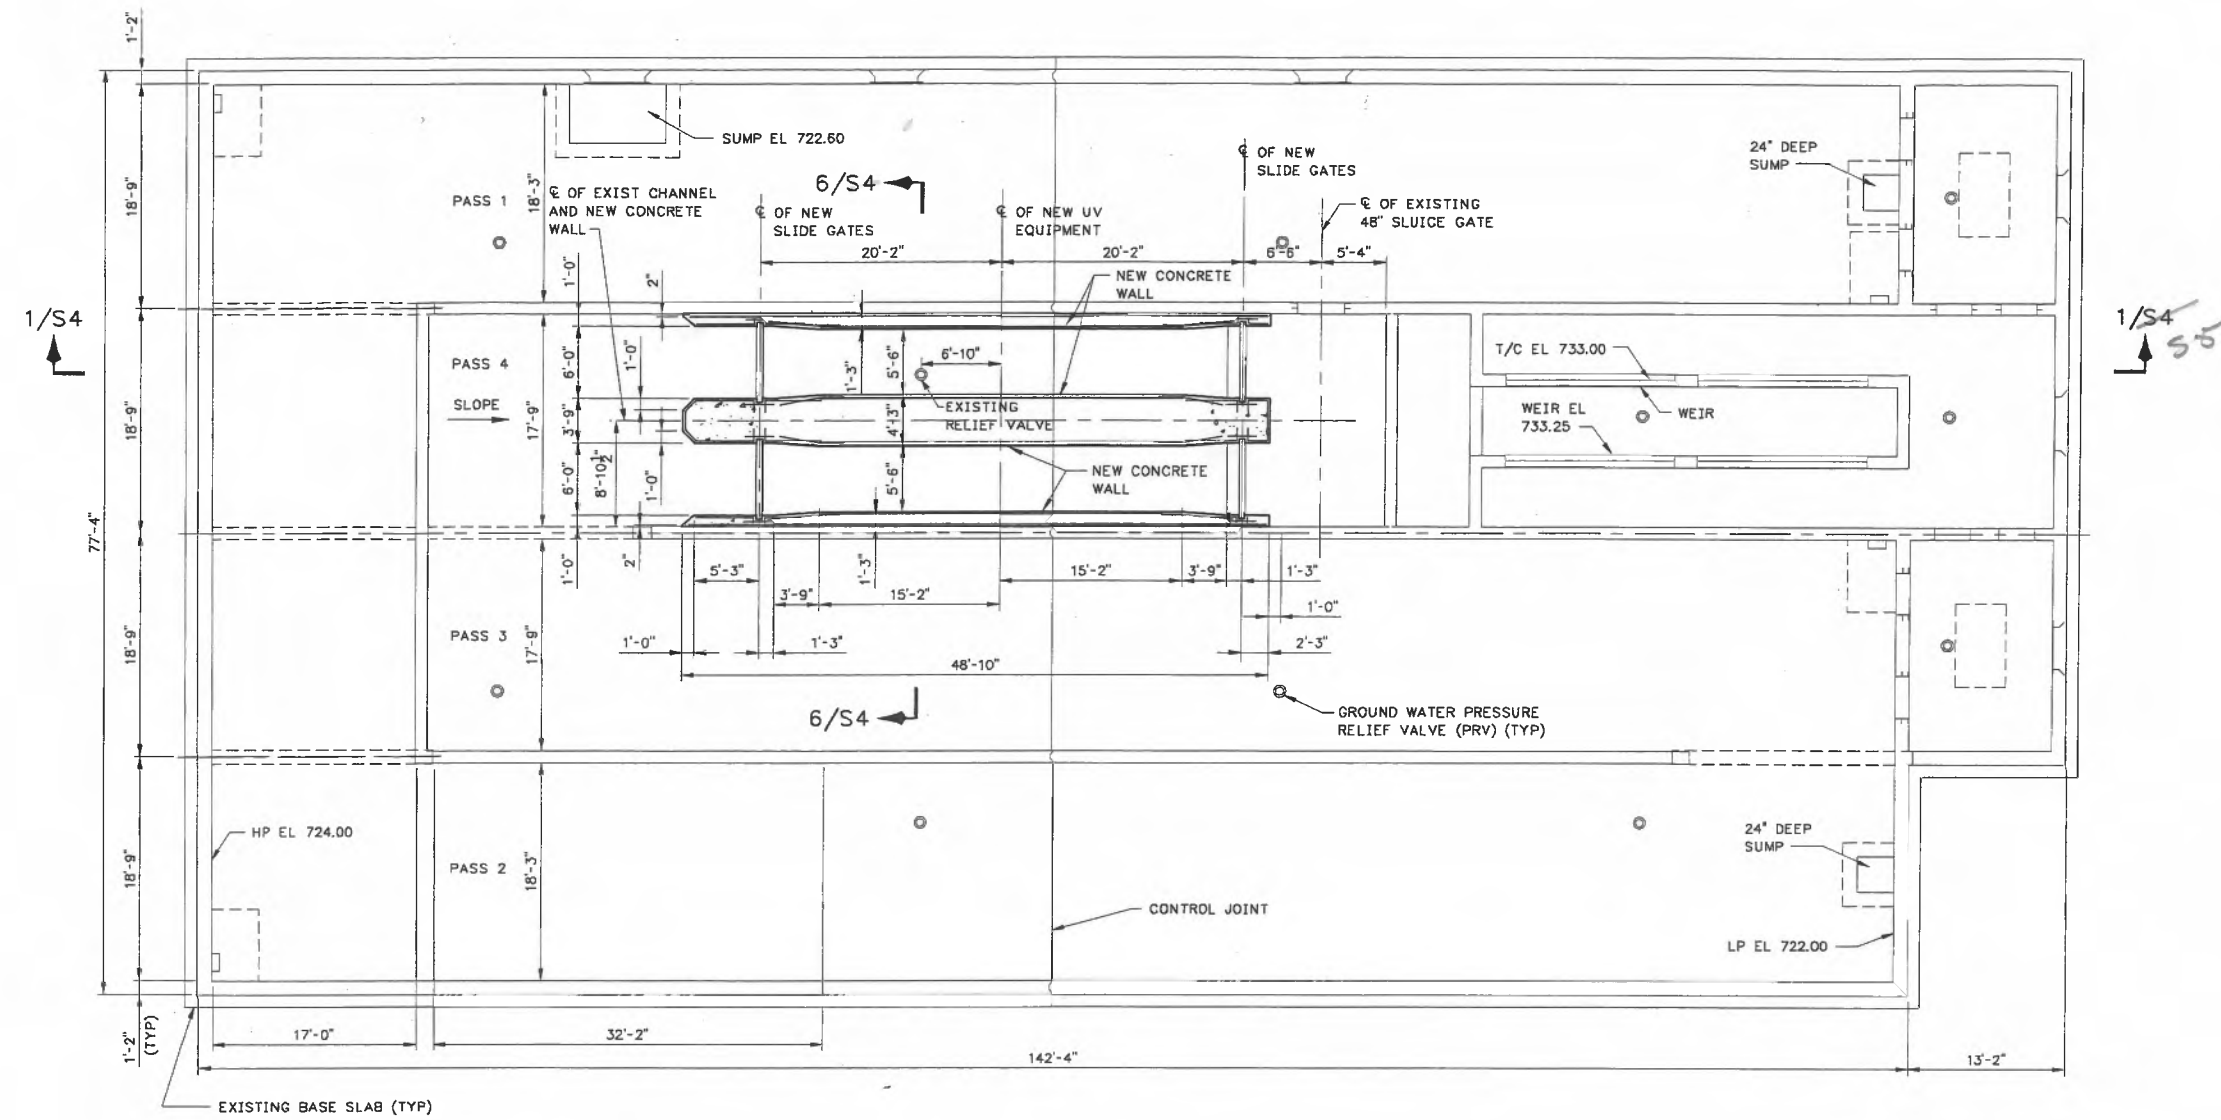 1'-2"
SUMP EL 722.60
24" DEEP
SUMP
℄ OF NEW
SLIDE GATES
6/S4
18'-9"
18'-3"
PASS 1
℄ OF EXIST CHANNEL
AND NEW CONCRETE
WALL
℄ OF NEW
SLIDE GATES
℄ OF NEW UV
EQUIPMENT
℄ OF EXISTING
48" SLUICE GATE
20'-2"
20'-2"
6'-6"
5'-4"
1'-0"
2"
NEW CONCRETE
WALL
1/S4
1/S4
S5
PASS 4
SLOPE
18'-9"
17'-9"
6'-0"
3'-9"
6'-0"
8'-10 1/2"
1'-0"
1'-0"
1'-3"
5'-6"
4'-3"
5'-6"
6'-10"
EXISTING
RELIEF VALVE
T/C EL 733.00
WEIR EL
733.25
WEIR
NEW CONCRETE
WALL
77'-4"
1'-0"
2"
1'-3"
5'-3"
15'-2"
3'-9"
1'-3"
3'-9"
15'-2"
1'-0"
18'-9"
PASS 3
17'-9"
1'-0"
1'-3"
2'-3"
48'-10"
6/S4
GROUND WATER PRESSURE
RELIEF VALVE (PRV) (TYP)
HP EL 724.00
24" DEEP
SUMP
18'-9"
PASS 2
18'-3"
CONTROL JOINT
LP EL 722.00
1'-2"
(TYP)
17'-0"
32'-2"
142'-4"
13'-2"
EXISTING BASE SLAB (TYP)